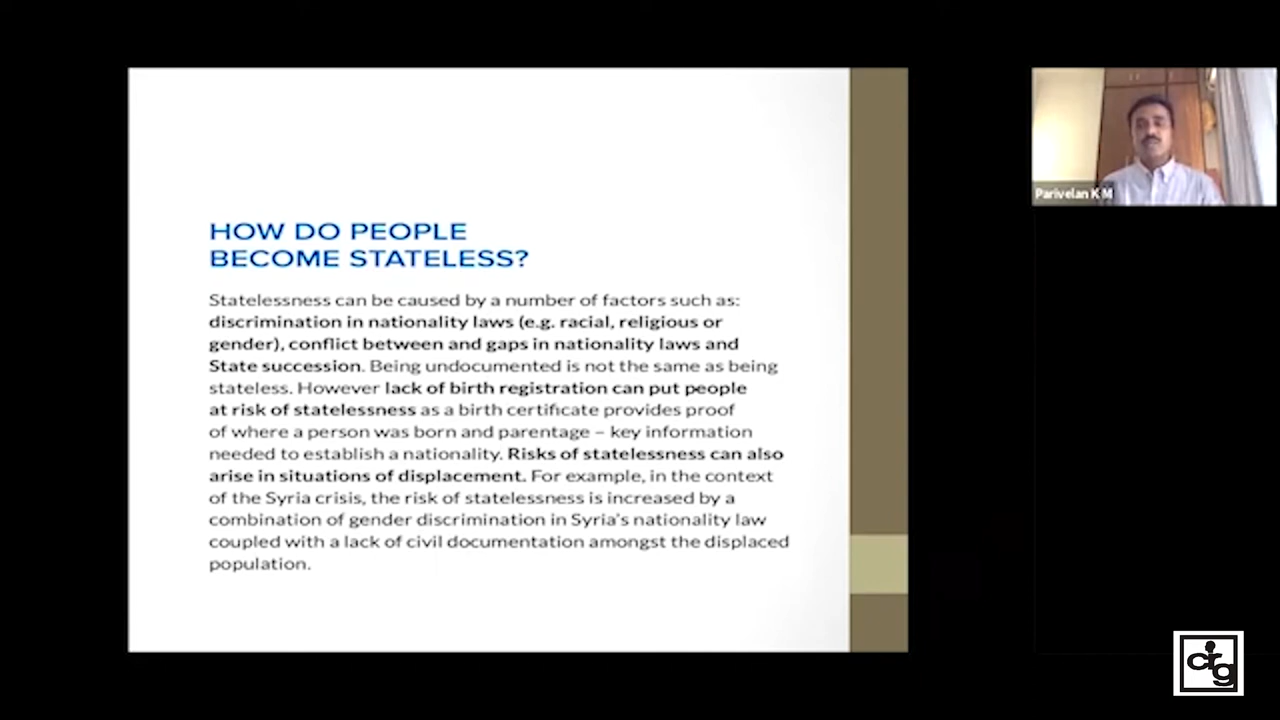 HOW DO PEOPLE
BECOME STATELESS?
Statelessness can be caused by a number of factors such as:
discrimination in nationality laws (e.g. racial, religious or
gender), conflict between and gaps in nationality laws and
State succession. Being undocumented is not the same as being
stateless. However lack of birth registration can put people
at risk of statelessness as a birth certificate provides proof
of where a person was born and parentage – key information
needed to establish a nationality. Risks of statelessness can also
arise in situations of displacement. For example, in the context
of the Syria crisis, the risk of statelessness is increased by a
combination of gender discrimination in Syria's nationality law
coupled with a lack of civil documentation amongst the displaced
population.
Parivelan K M
crg